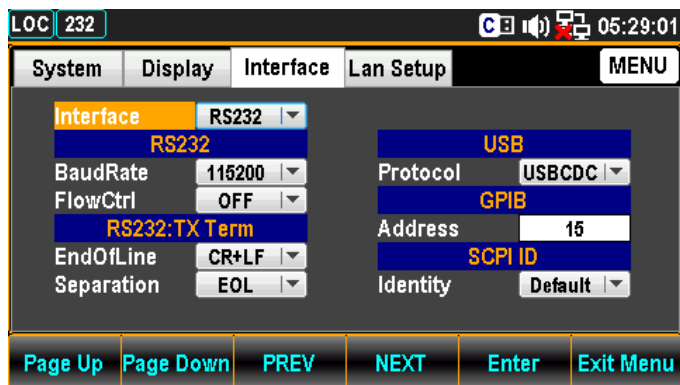 LOC 232 C 05:29:01
System Display Interface Lan Setup MENU
Interface RS232
RS232 USB
BaudRate 115200 Protocol USBCDC
FlowCtrl OFF GPIB
RS232:TX Term Address 15
EndOfLine CR+LF SCPI ID
Separation EOL Identity Default
Page Up Page Down PREV NEXT Enter Exit Menu